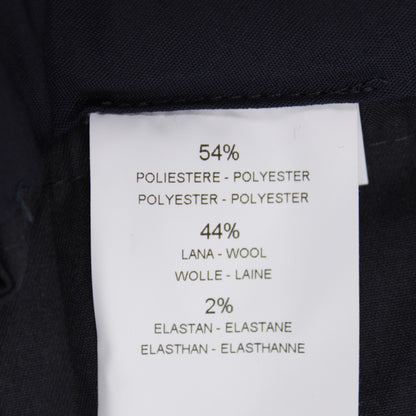 54%
POLIESTERE - POLYESTER
POLYESTER - POLYESTER
44%
LANA - WOOL
WOLLE - LAINE
2%
ELASTAN - ELASTANE
ELASTHAN - ELASTHANNE